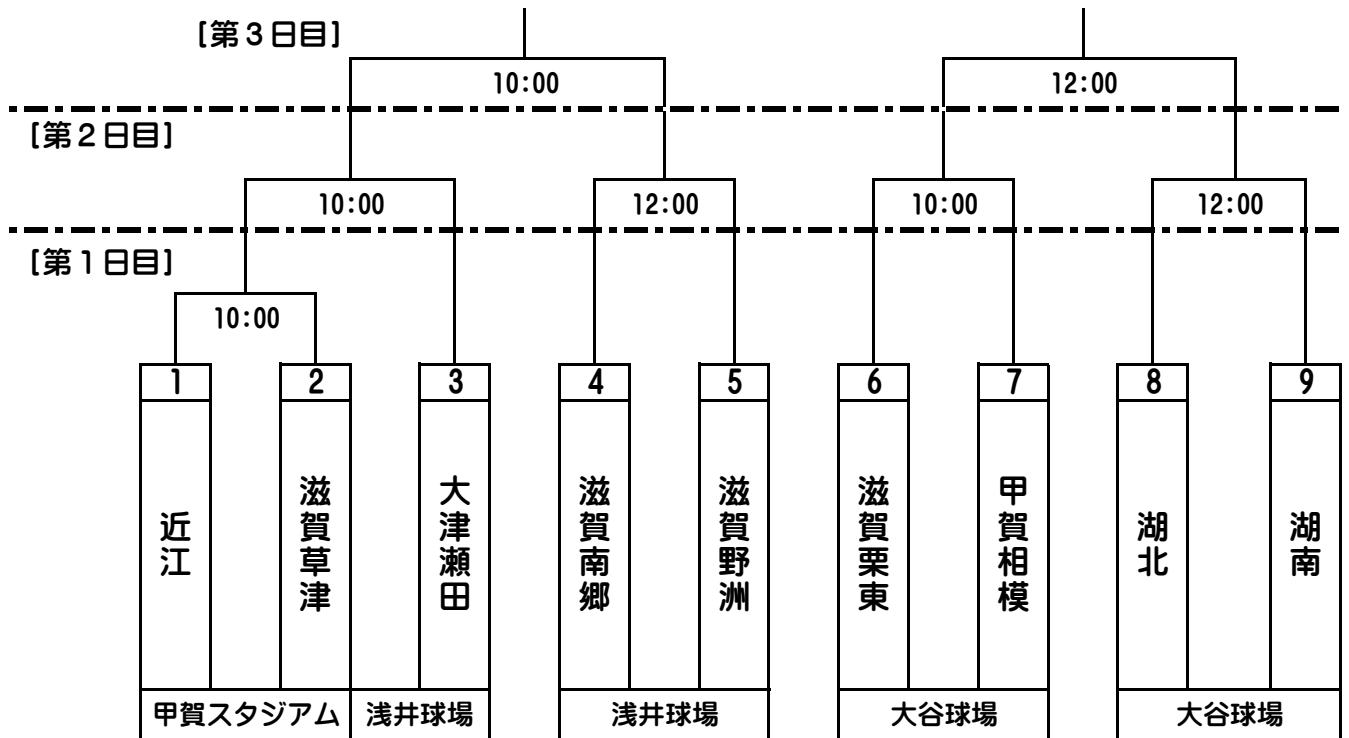 [第3日目]
10:00
12:00
[第2日目]
10:00
12:00
10:00
12:00
[第1日目]
10:00
1
2
3
4
5
6
7
8
9
近江
滋賀草津
大津瀬田
滋賀南郷
滋賀野洲
滋賀栗東
甲賀相模
湖北
湖南
甲賀スタジアム
浅井球場
浅井球場
大谷球場
大谷球場